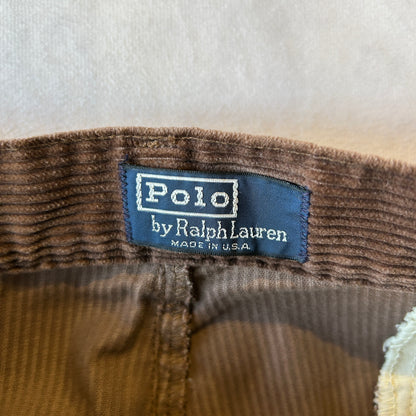 Polo
by Ralph Lauren
MADE IN U.S.A.